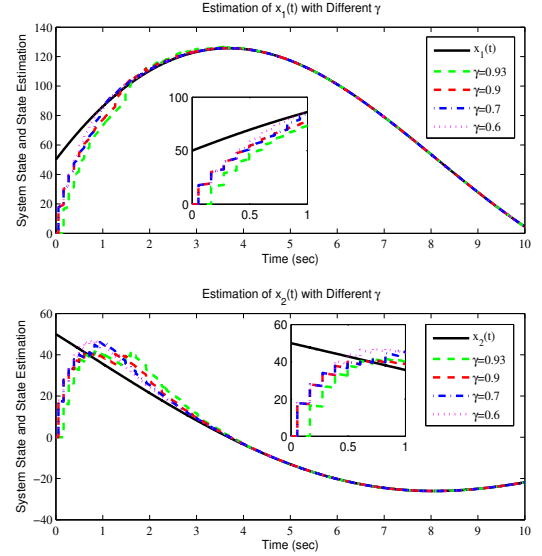 Estimation of x1(t) with Different γ
System State and State Estimation
140
120
100
80
60
40
20
0
0 1 2 3 4 5 6 7 8 9 10
Time (sec)
x1(t)
γ=0.93
γ=0.9
γ=0.7
γ=0.6
100
50
0
0 0.5 1
Estimation of x2(t) with Different γ
System State and State Estimation
60
40
20
0
−20
−40
0 1 2 3 4 5 6 7 8 9 10
Time (sec)
60
40
20
0
0 0.5 1
x2(t)
γ=0.93
γ=0.9
γ=0.7
γ=0.6